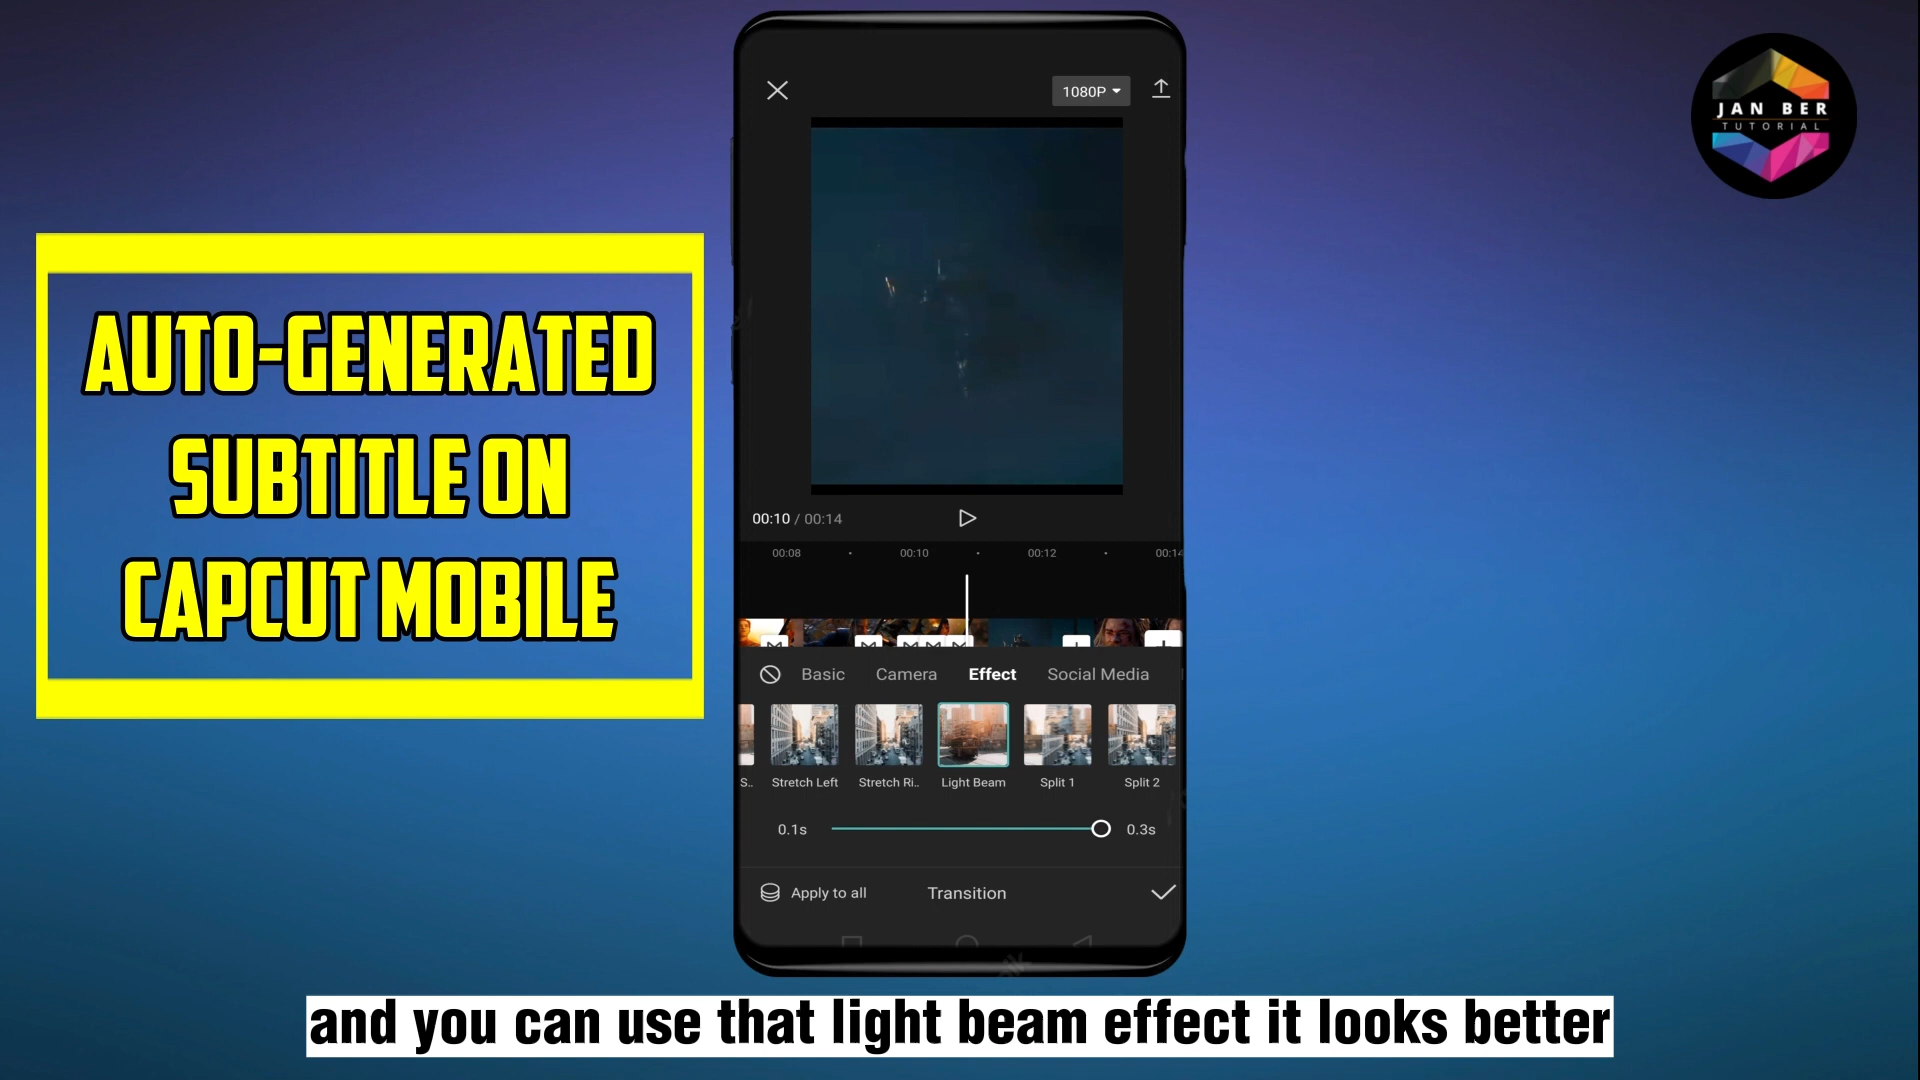 JAN BER
TUTORIAL
AUTO-GENERATED
SUBTITLE ON
CAPCUT MOBILE
1080P
00:10 / 00:14
00:08 00:10 00:12 00:14
Basic Camera Effect Social Media
S.. Stretch Left Stretch Ri.. Light Beam Split 1 Split 2
0.1s 0.3s
Apply to all Transition
and you can use that light beam effect it looks better